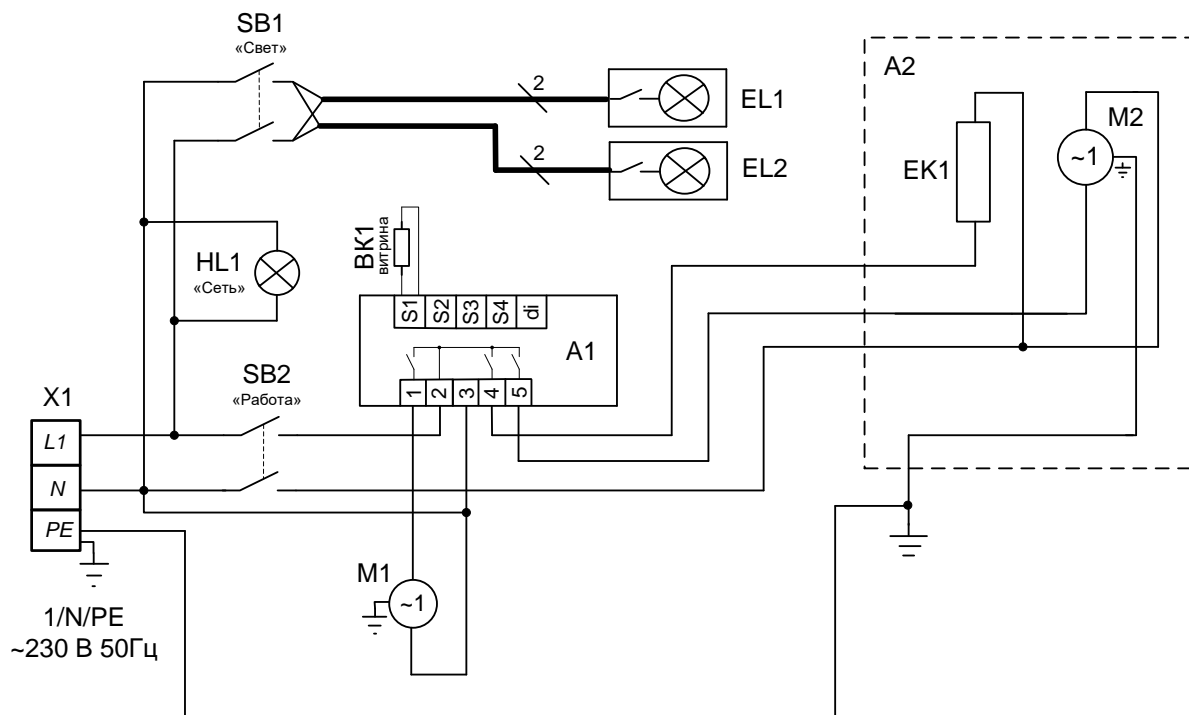 SB1
«Свет»
2
EL1
2
EL2
A2
EK1
M2
~1
HL1
«Сеть»
BK1
витрина
S1 S2 S3 S4 di
A1
1 2 3 4 5
SB2
«Работа»
X1
L1
N
PE
1/N/PE
~230 В 50Гц
M1
~1